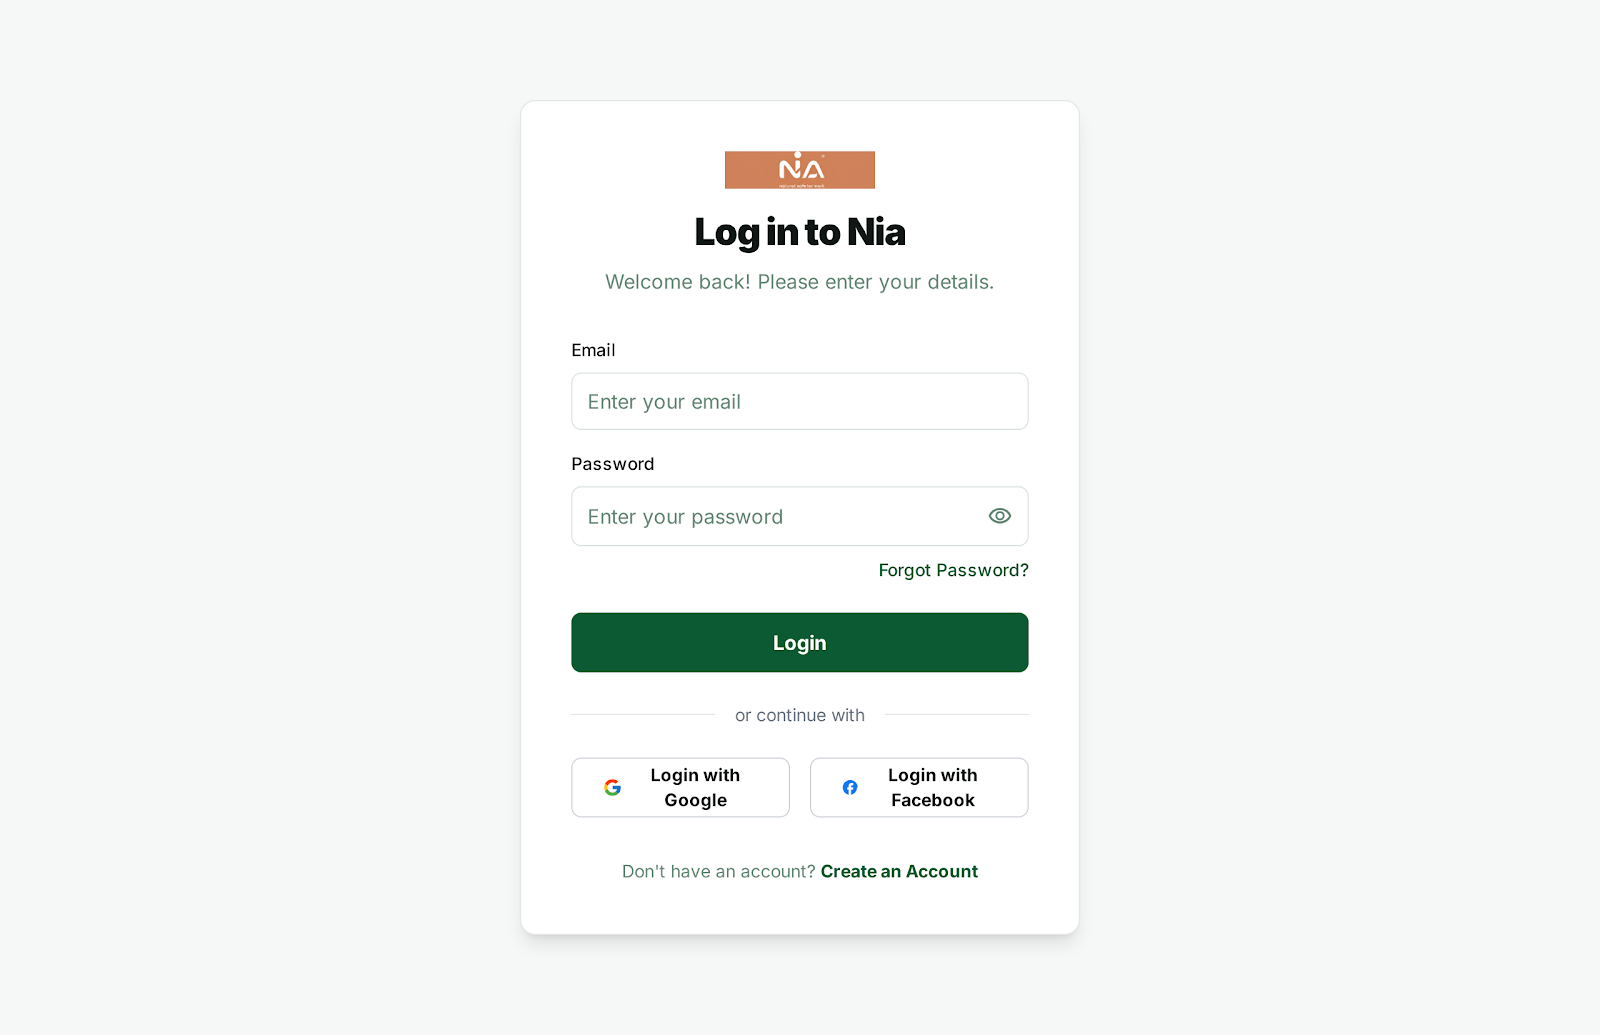 NiA
Log in to Nia
Welcome back! Please enter your details.
Email
Enter your email
Password
Enter your password
Forgot Password?
Login
or continue with
Login with
Google
Login with
Facebook
Don't have an account? Create an Account